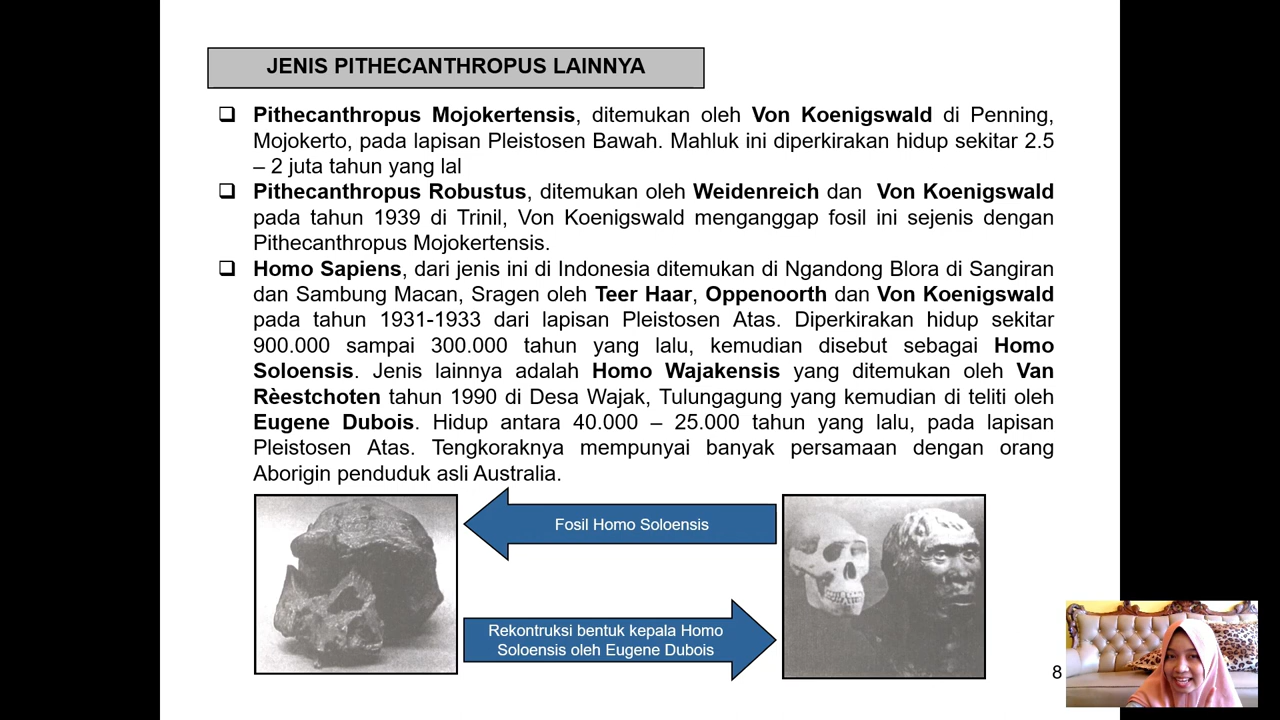 JENIS PITHECANTHROPUS LAINNYA
Pithecanthropus Mojokertensis, ditemukan oleh Von Koenigswald di Penning,
Mojokerto, pada lapisan Pleistosen Bawah. Mahluk ini diperkirakan hidup sekitar 2.5
– 2 juta tahun yang lal
Pithecanthropus Robustus, ditemukan oleh Weidenreich dan Von Koenigswald
pada tahun 1939 di Trinil, Von Koenigswald menganggap fosil ini sejenis dengan
Pithecanthropus Mojokertensis.
Homo Sapiens, dari jenis ini di Indonesia ditemukan di Ngandong Blora di Sangiran
dan Sambung Macan, Sragen oleh Teer Haar, Oppenoorth dan Von Koenigswald
pada tahun 1931-1933 dari lapisan Pleistosen Atas. Diperkirakan hidup sekitar
900.000 sampai 300.000 tahun yang lalu, kemudian disebut sebagai Homo
Soloensis. Jenis lainnya adalah Homo Wajakensis yang ditemukan oleh Van
Rèestchoten tahun 1990 di Desa Wajak, Tulungagung yang kemudian di teliti oleh
Eugene Dubois. Hidup antara 40.000 – 25.000 tahun yang lalu, pada lapisan
Pleistosen Atas. Tengkoraknya mempunyai banyak persamaan dengan orang
Aborigin penduduk asli Australia.
Fosil Homo Soloensis
Rekontruksi bentuk kepala Homo
Soloensis oleh Eugene Dubois
8